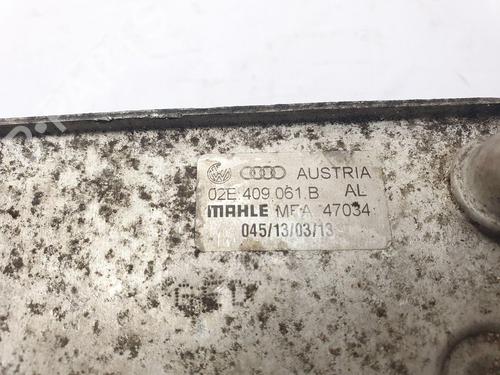 AUSTRIA
02E 409 061 B AL
MAHLE MFA 47034
045/13/03/13